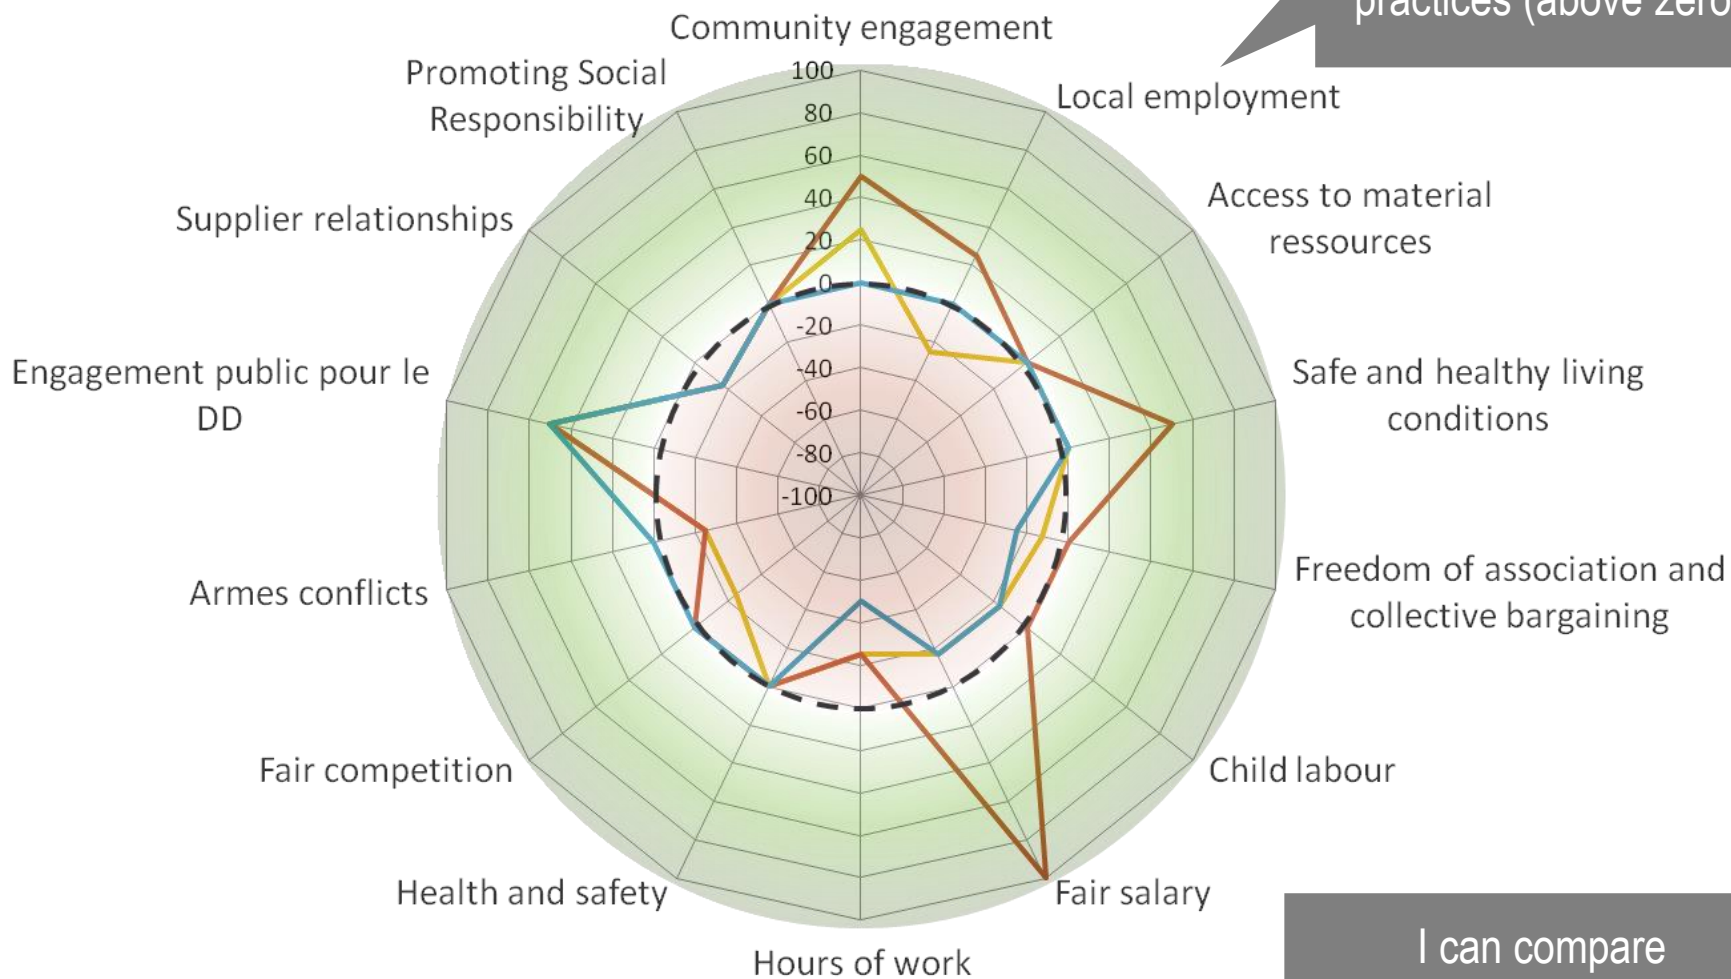 practices (above zero
Community engagement
Promoting Social
Responsibility
Local employment
Supplier relationships
Access to material
ressources
Engagement public pour le
DD
Safe and healthy living
conditions
Armes conflicts
Freedom of association and
collective bargaining
Fair competition
Child labour
Health and safety
Fair salary
Hours of work
100
80
60
40
20
0
-20
-40
-60
-80
-100
I can compare